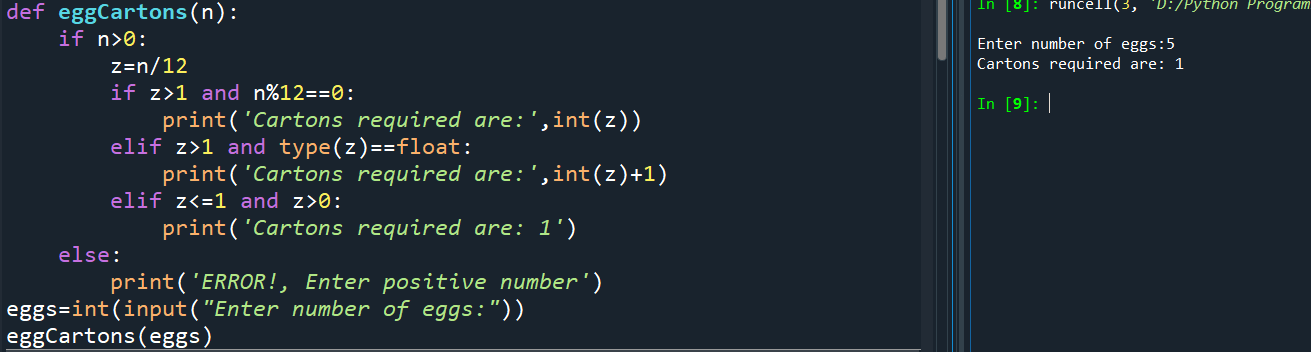 def eggCartons(n):
    if n>0:
        z=n/12
        if z>1 and n%12==0:
            print('Cartons required are:',int(z))
        elif z>1 and type(z)==float:
            print('Cartons required are:',int(z)+1)
        elif z<=1 and z>0:
            print('Cartons required are: 1')
    else:
        print('ERROR!, Enter positive number')
eggs=int(input("Enter number of eggs:"))
eggCartons(eggs)
In [8]: runcell(3, 'D:/Python Program
Enter number of eggs:5
Cartons required are: 1
In [9]: